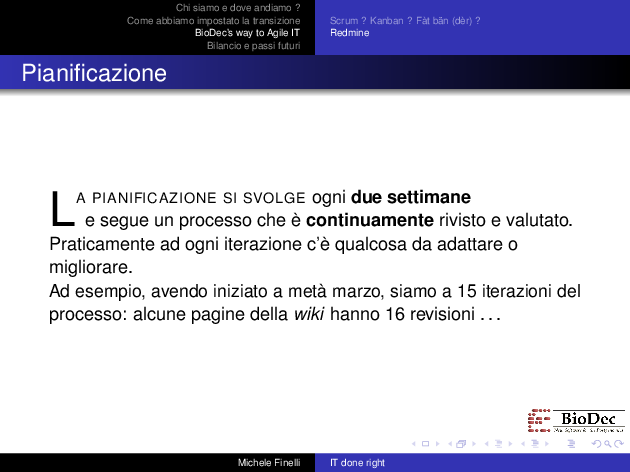 Chi siamo e dove andiamo ?
Come abbiamo impostato la transizione
BioDec's way to Agile IT
Bilancio e passi futuri
Scrum ? Kanban ? Fàt bān (dèr) ?
Redmine
Pianificazione
LA PIANIFICAZIONE SI SVOLGE ogni due settimane
e segue un processo che è continuamente rivisto e valutato.
Praticamente ad ogni iterazione c'è qualcosa da adattare o
migliorare.
Ad esempio, avendo iniziato a metà marzo, siamo a 15 iterazioni del
processo: alcune pagine della wiki hanno 16 revisioni . . .
BioDec
Michele Finelli
IT done right